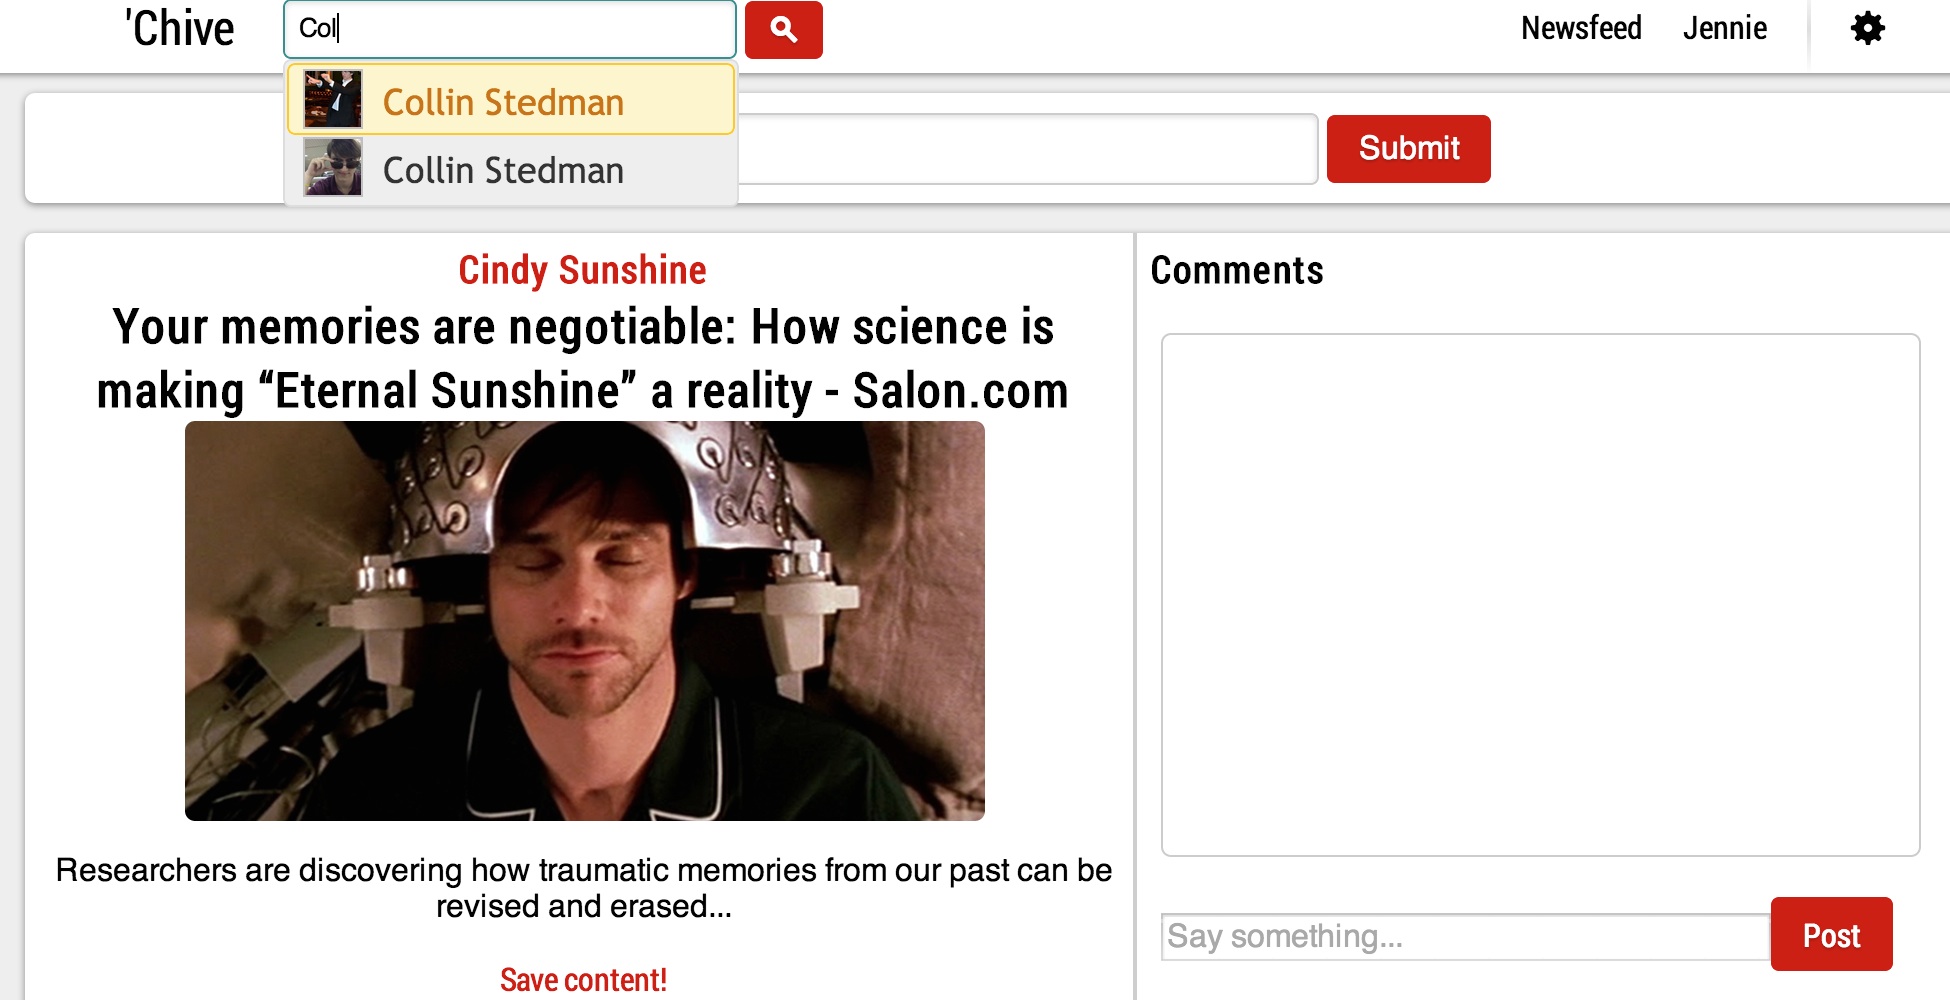 'Chive
Col
Newsfeed
Jennie
Collin Stedman
Collin Stedman
Submit
Cindy Sunshine
Your memories are negotiable: How science is
making “Eternal Sunshine” a reality - Salon.com
Researchers are discovering how traumatic memories from our past can be
revised and erased...
Save content!
Comments
Say something...
Post